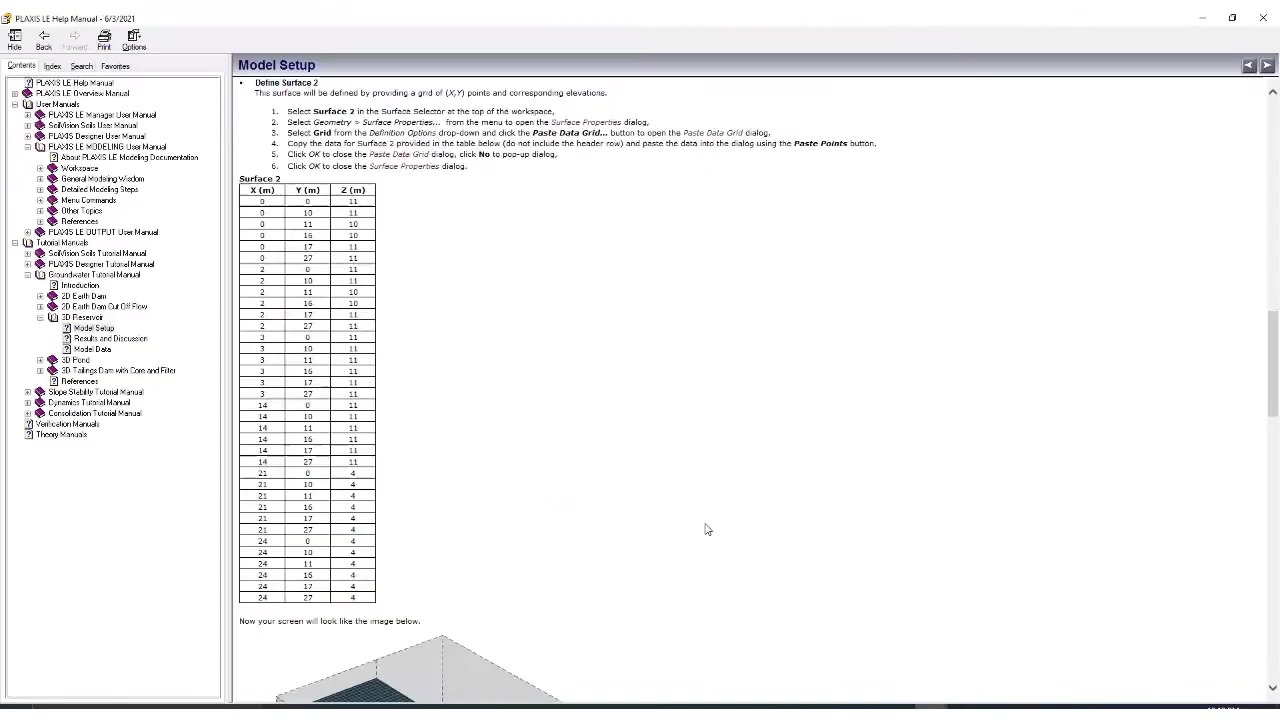 PLAXIS LE Help Manual - 6/3/2021
Hide Back Forward Print Options
Contents Index Search Favorites
Model Setup
PLAXIS LE Help Manual
PLAXIS LE Overview Manual
User Manuals
PLAXIS LE Manager User Manual
SoilVision Soils User Manual
PLAXIS Designer User Manual
PLAXIS LE MODELING User Manual
About PLAXIS LE Modeling Documentation
Workspace
General Modeling Wisdom
Detailed Modeling Steps
Menu Commands
Other Topics
References
PLAXIS LE OUTPUT User Manual
Tutorial Manuals
SoilVision Soils Tutorial Manual
PLAXIS Designer Tutorial Manual
Groundwater Tutorial Manual
Introduction
2D Earth Dam
2D Earth Dam Cut Off Flow
3D Reservoir
Model Setup
Results and Discussion
Model Data
3D Pond
3D Tailings Dam with Core and Filter
References
Slope Stability Tutorial Manual
Dynamics Tutorial Manual
Consolidation Tutorial Manual
Verification Manuals
Theory Manuals
• Define Surface 2
This surface will be defined by providing a grid of (X,Y) points and corresponding elevations.
1. Select Surface 2 in the Surface Selector at the top of the workspace,
2. Select Geometry > Surface Properties... from the menu to open the Surface Properties dialog,
3. Select Grid from the Definition Options drop-down and click the Paste Data Grid... button to open the Paste Data Grid dialog,
4. Copy the data for Surface 2 provided in the table below (do not include the header row) and paste the data into the dialog using the Paste Points button,
5. Click OK to close the Paste Data Grid dialog, click No to pop-up dialog,
6. Click OK to close the Surface Properties dialog.
Surface 2
X (m) Y (m) Z (m)
0 0 11
0 10 11
0 11 10
0 16 10
0 17 11
0 27 11
2 0 11
2 10 11
2 11 10
2 16 10
2 17 11
2 27 11
3 0 11
3 10 11
3 11 11
3 16 11
3 17 11
3 27 11
14 0 11
14 10 11
14 11 11
14 16 11
14 17 11
14 27 11
21 0 4
21 10 4
21 11 4
21 16 4
21 17 4
21 27 4
24 0 4
24 10 4
24 11 4
24 16 4
24 17 4
24 27 4
Now your screen will look like the image below.